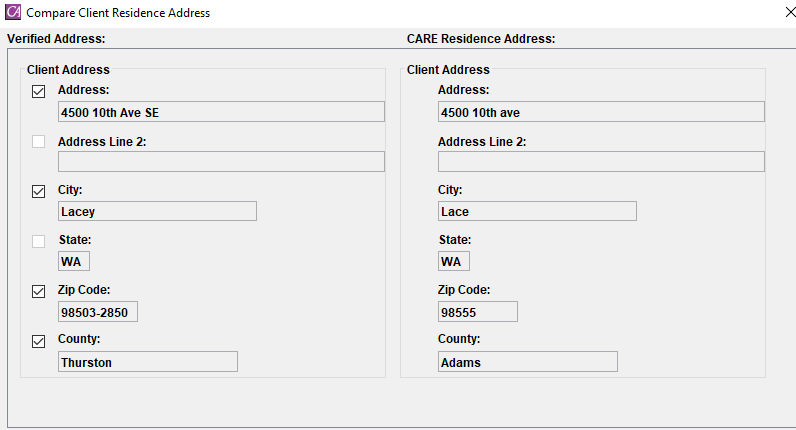 CA Compare Client Residence Address
Verified Address: CARE Residence Address:
Client Address Client Address
Address: Address:
4500 10th Ave SE 4500 10th ave
Address Line 2: Address Line 2:
City: City:
Lacey Lace
State: State:
WA WA
Zip Code: Zip Code:
98503-2850 98555
County: County:
Thurston Adams